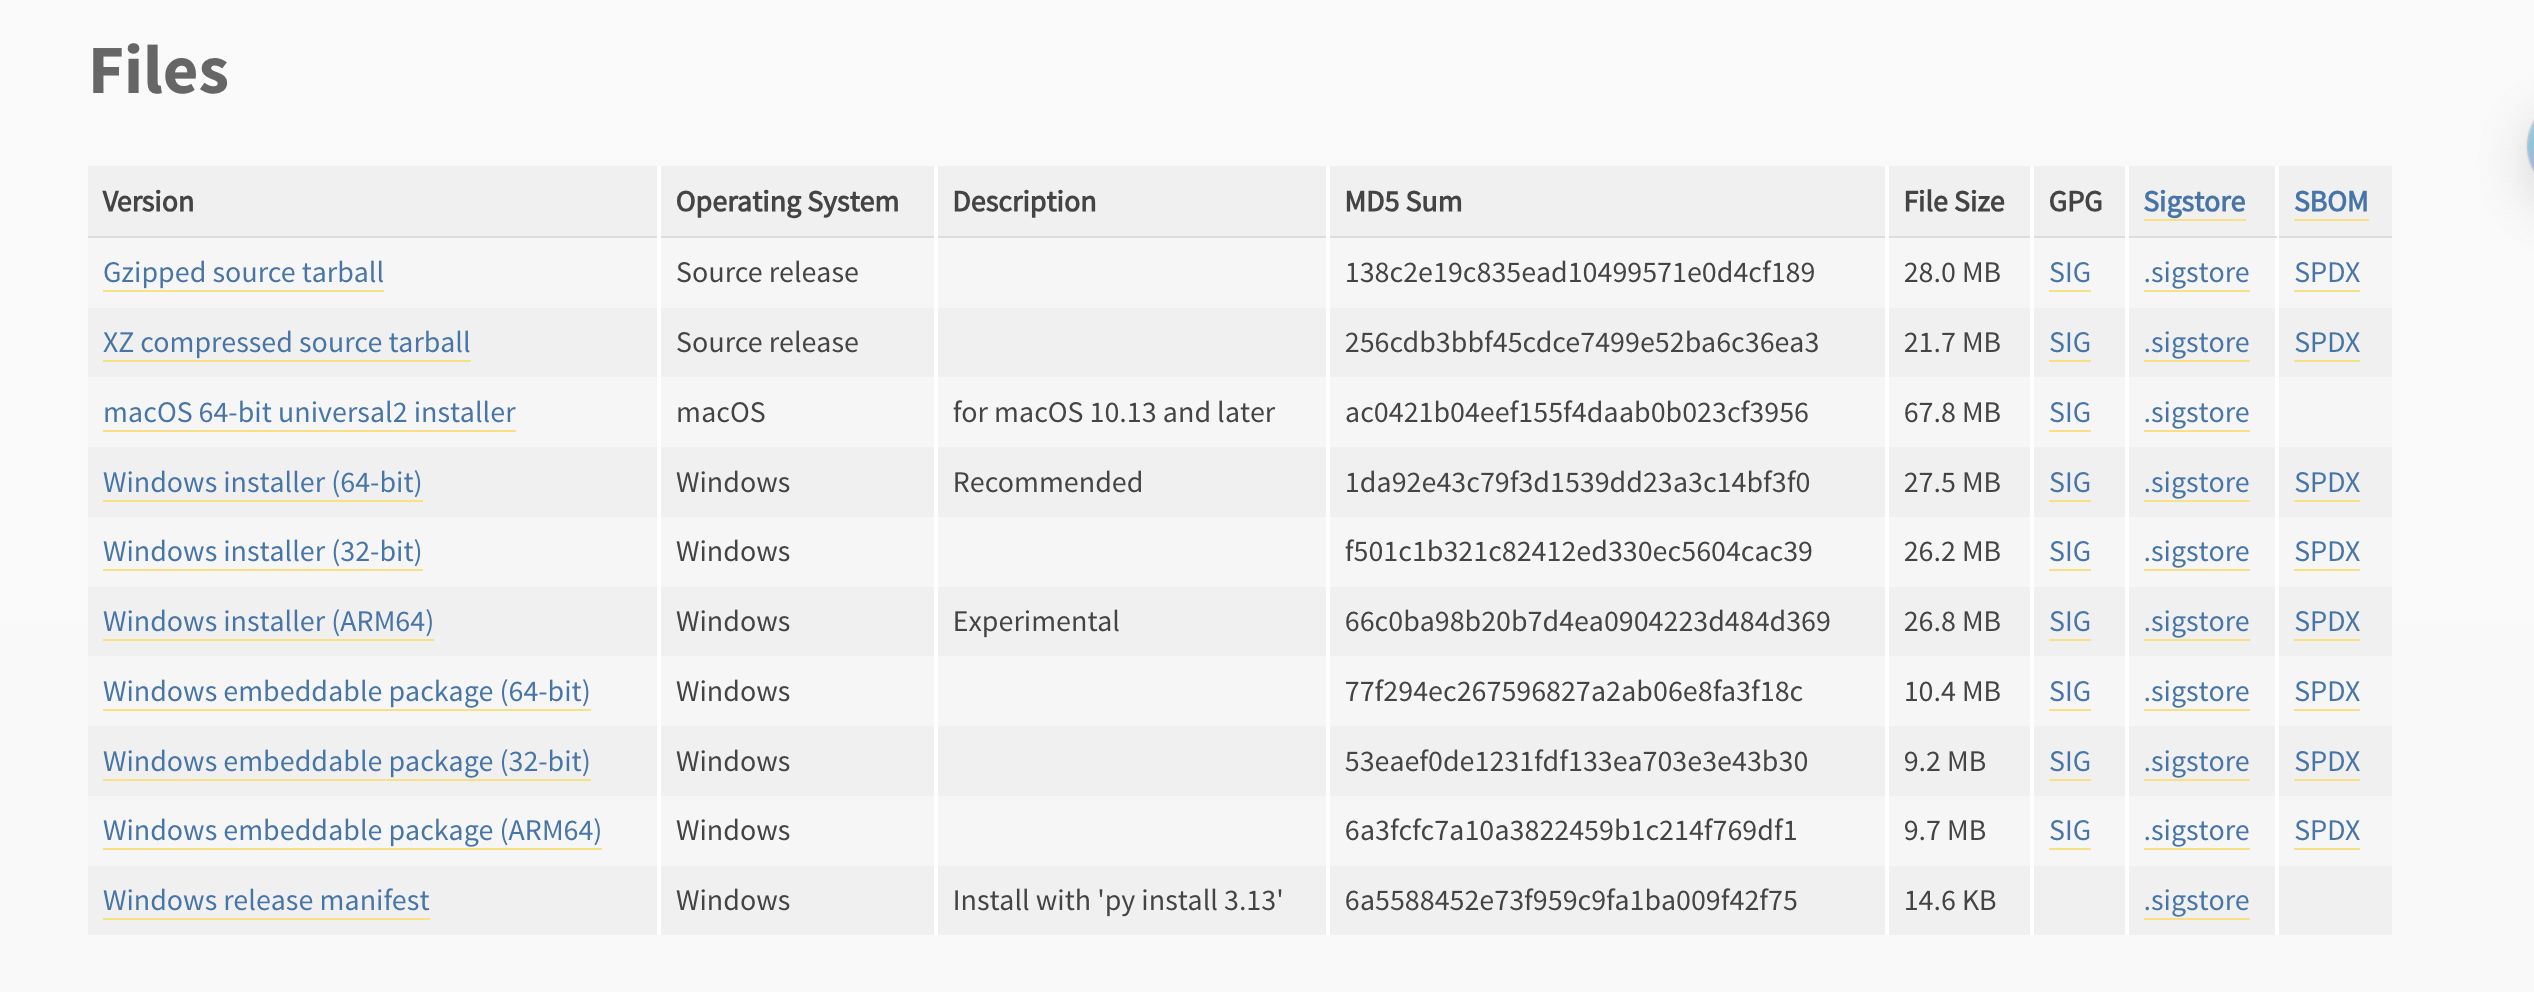 Files
Version Operating System Description MD5 Sum File Size GPG Sigstore SBOM
Gzipped source tarball Source release 138c2e19c835ead10499571e0d4cf189 28.0 MB SIG .sigstore SPDX
XZ compressed source tarball Source release 256cdb3bbf45cdce7499e52ba6c36ea3 21.7 MB SIG .sigstore SPDX
macOS 64-bit universal2 installer macOS for macOS 10.13 and later ac0421b04eef155f4daab0b023cf3956 67.8 MB SIG .sigstore
Windows installer (64-bit) Windows Recommended 1da92e43c79f3d1539dd23a3c14bf3f0 27.5 MB SIG .sigstore SPDX
Windows installer (32-bit) Windows f501c1b321c82412ed330ec5604cac39 26.2 MB SIG .sigstore SPDX
Windows installer (ARM64) Windows Experimental 66c0ba98b20b7d4ea0904223d484d369 26.8 MB SIG .sigstore SPDX
Windows embeddable package (64-bit) Windows 77f294ec267596827a2ab06e8fa3f18c 10.4 MB SIG .sigstore SPDX
Windows embeddable package (32-bit) Windows 53eaef0de1231fdf133ea703e3e43b30 9.2 MB SIG .sigstore SPDX
Windows embeddable package (ARM64) Windows 6a3fcfc7a10a3822459b1c214f769df1 9.7 MB SIG .sigstore SPDX
Windows release manifest Windows Install with 'py install 3.13' 6a5588452e73f959c9fa1ba009f42f75 14.6 KB .sigstore